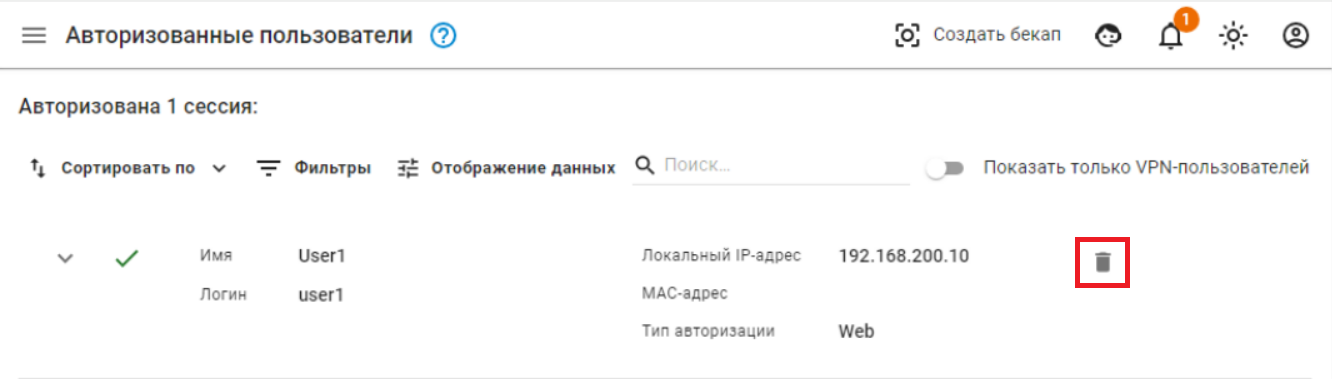 Авторизованные пользователи ? Создать бекап 1
Авторизована 1 сессия:
Сортировать по Фильтры Отображение данных Поиск... Показать только VPN-пользователей
Имя User1 Локальный IP-адрес 192.168.200.10
Логин user1 MAC-адрес
Тип авторизации Web